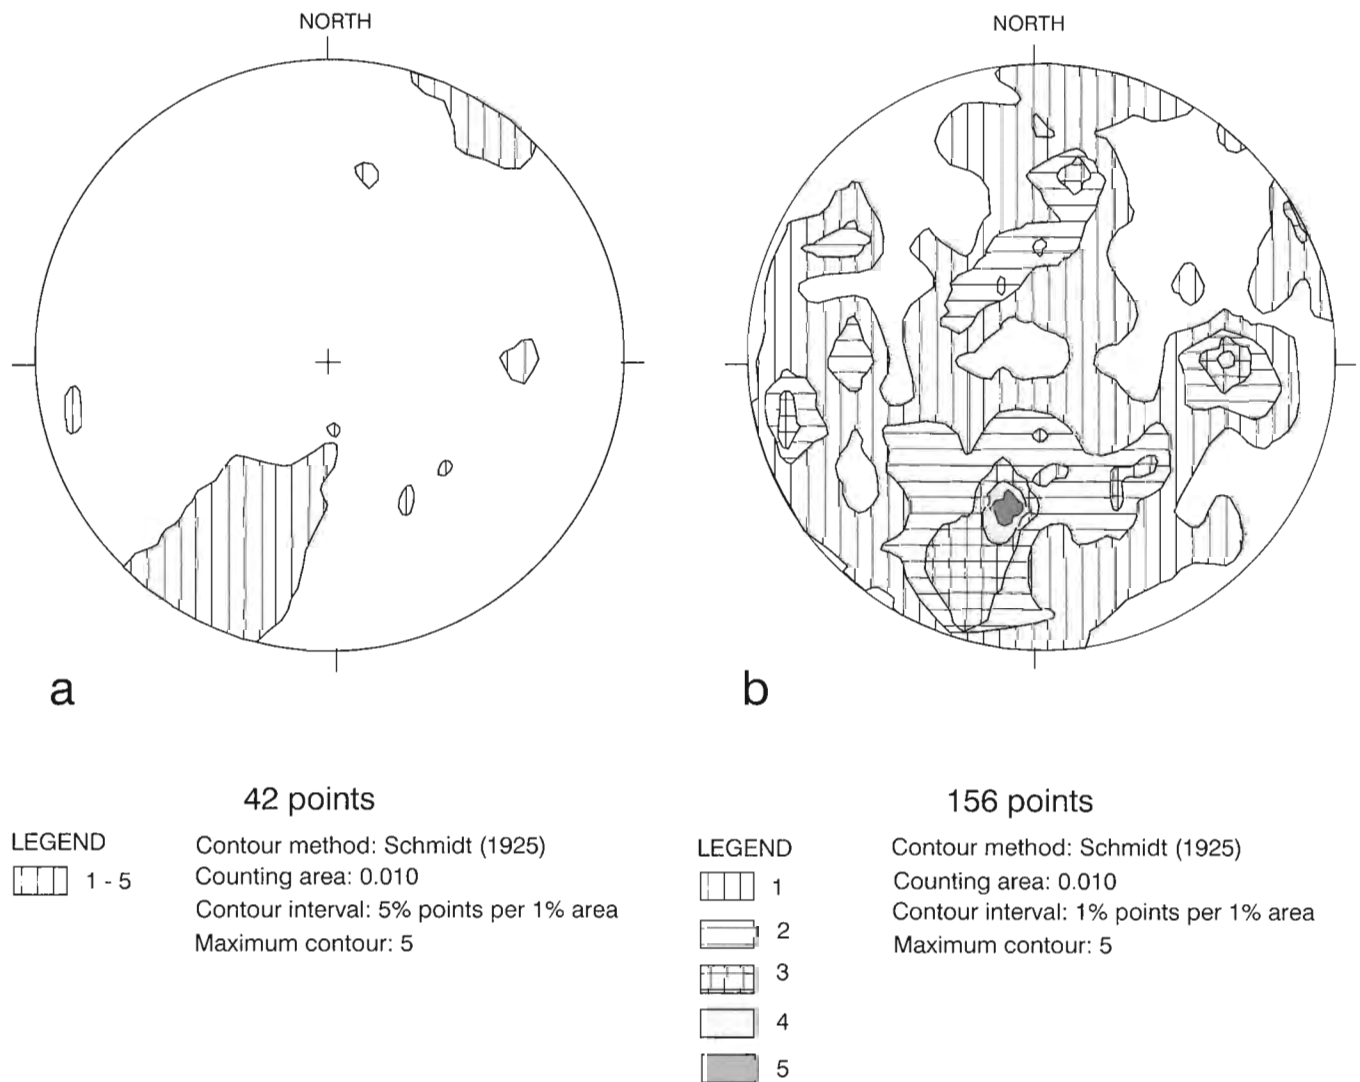 NORTH
a
42 points
LEGEND
1 - 5
Contour method: Schmidt (1925)
Counting area: 0.010
Contour interval: 5% points per 1% area
Maximum contour: 5
NORTH
b
156 points
LEGEND
1
2
3
4
5
Contour method: Schmidt (1925)
Counting area: 0.010
Contour interval: 1% points per 1% area
Maximum contour: 5